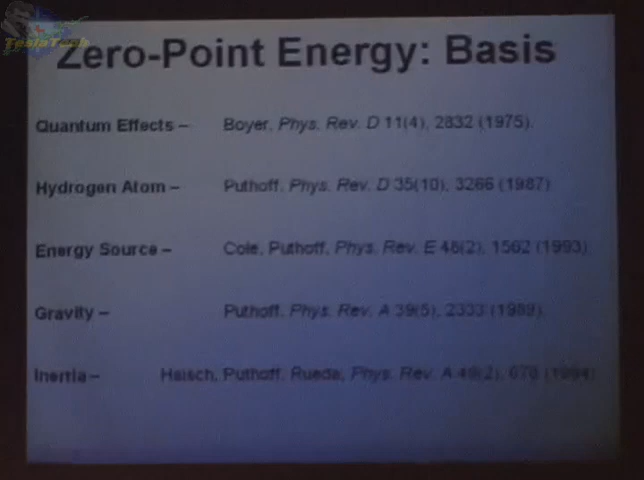 TeslaTech
Zero-Point Energy: Basis
Quantum Effects – Boyer, Phys. Rev. D 11(4), 2832 (1975).
Hydrogen Atom – Puthoff, Phys. Rev. D 35(10), 3266 (1987)
Energy Source – Cole, Puthoff, Phys. Rev. E 48(2), 1562 (1993).
Gravity – Puthoff, Phys. Rev. A 39(5), 2333 (1989).
Inertia – Haisch, Puthoff, Rueda, Phys. Rev. A 49(2), 678 (1994)